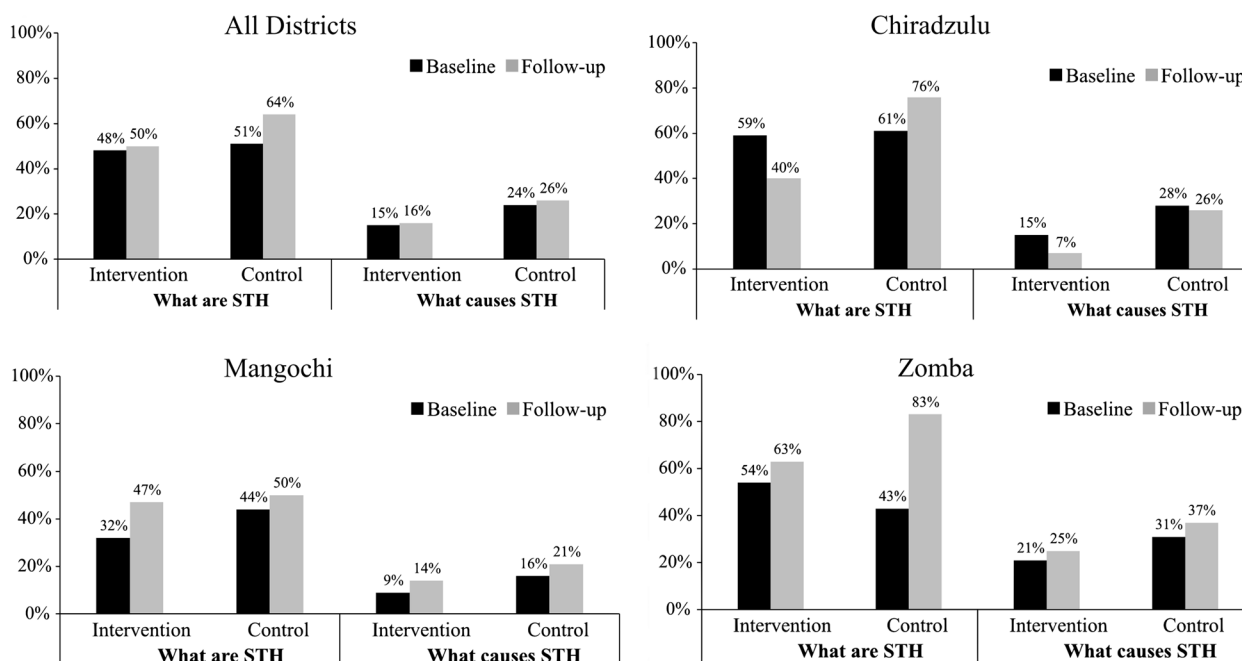 All Districts
100%
80%
60%
40%
20%
0%
Baseline Follow-up
48% 50% 51% 64% 15% 16% 24% 26%
Intervention Control Intervention Control
What are STH What causes STH
Chiradzulu
100%
80%
60%
40%
20%
0%
Baseline Follow-up
59% 40% 61% 76% 15% 7% 28% 26%
Intervention Control Intervention Control
What are STH What causes STH
Mangochi
100%
80%
60%
40%
20%
0%
Baseline Follow-up
32% 47% 44% 50% 9% 14% 16% 21%
Intervention Control Intervention Control
What are STH What causes STH
Zomba
100%
80%
60%
40%
20%
0%
Baseline Follow-up
54% 63% 43% 83% 21% 25% 31% 37%
Intervention Control Intervention Control
What are STH What causes STH